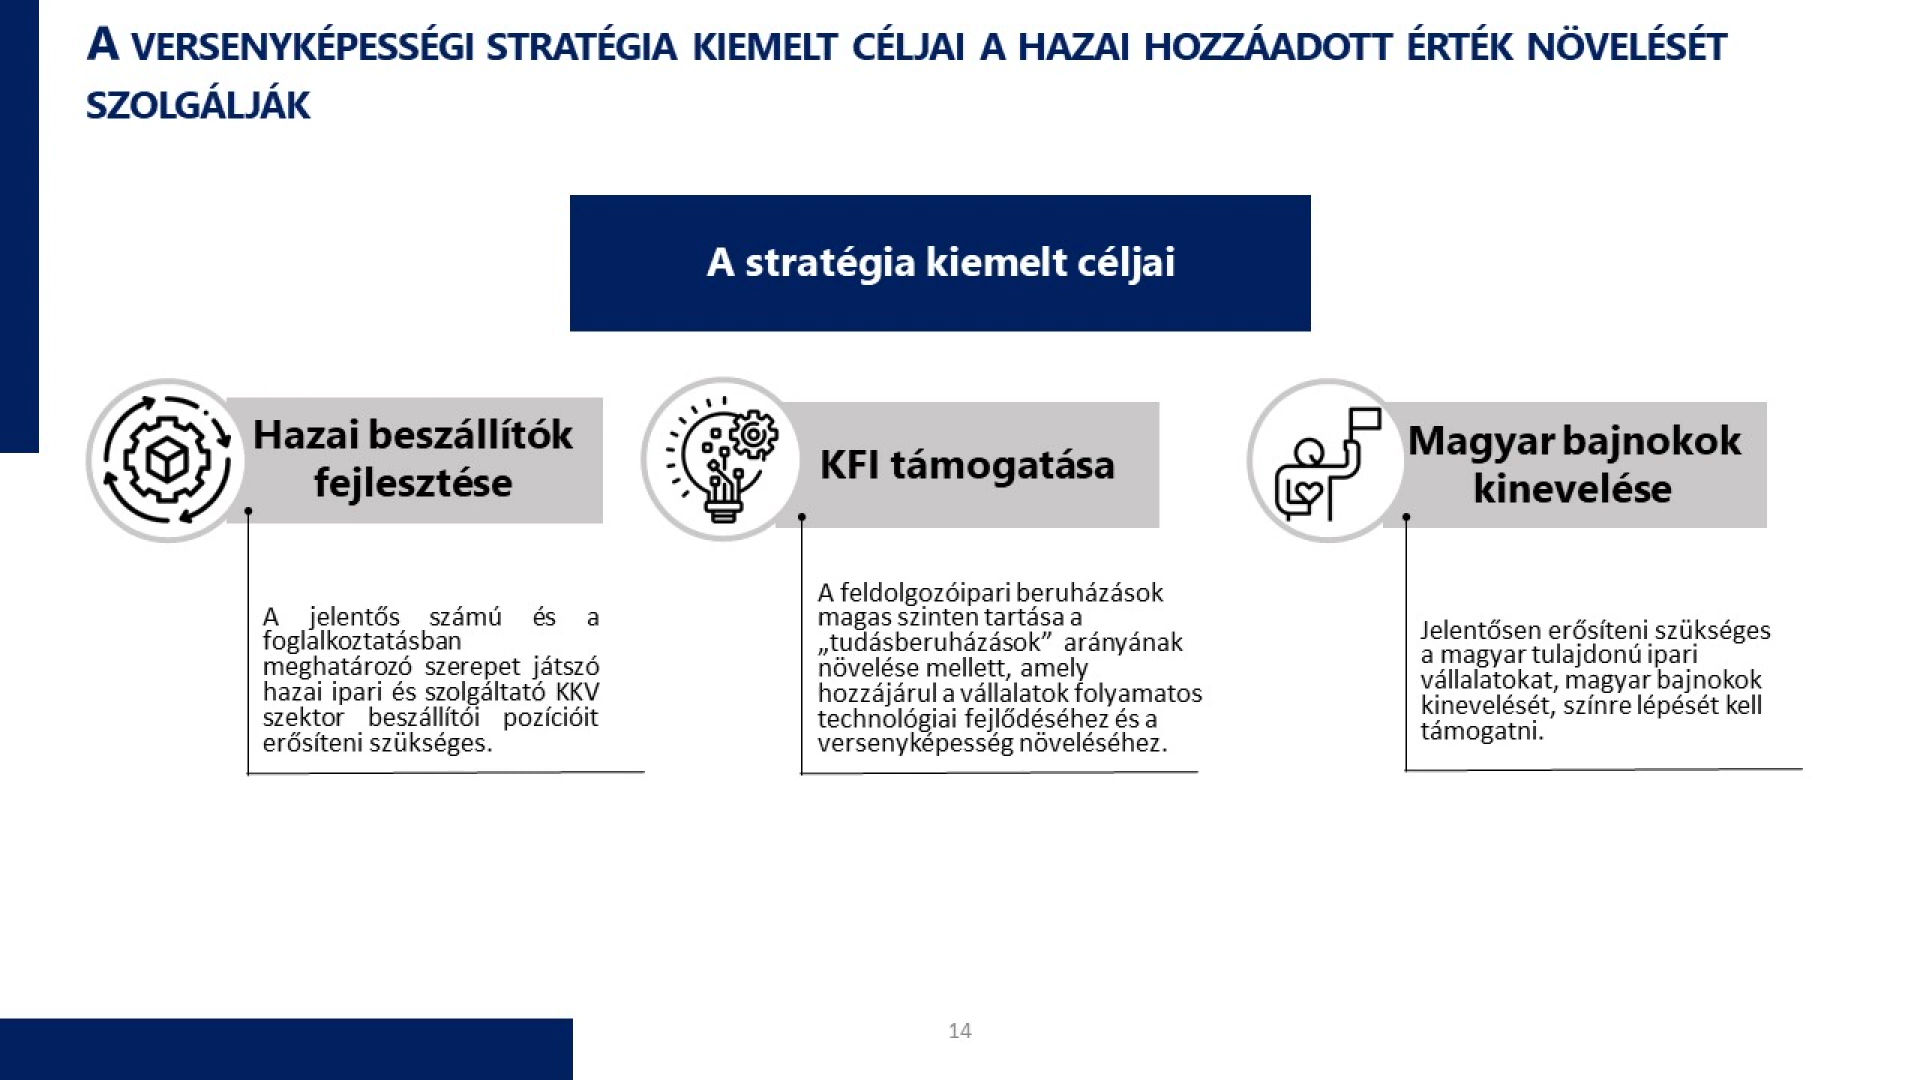 A VERSENYKÉPESSÉGI STRATÉGIA KIEMELT CÉLJAI A HAZAI HOZZÁADOTT ÉRTÉK NÖVELÉSÉT
SZOLGÁLJÁK
A stratégia kiemelt céljai
Hazai beszállítók
fejlesztése
A jelentős számú és a
foglalkoztatásban
meghatározó szerepet játszó
hazai ipari és szolgáltató KKV
szektor beszállítói pozícióit
erősíteni szükséges.
KFI támogatása
A feldolgozóipari beruházások
magas szinten tartása a
„tudásberuházások” arányának
növelése mellett, amely
hozzájárul a vállalatok folyamatos
technológiai fejlődéséhez és a
versenyképesség növeléséhez.
Magyar bajnokok
kinevelése
Jelentősen erősíteni szükséges
a magyar tulajdonú ipari
vállalatokat, magyar bajnokok
kinevelését, színre lépését kell
támogatni.
14